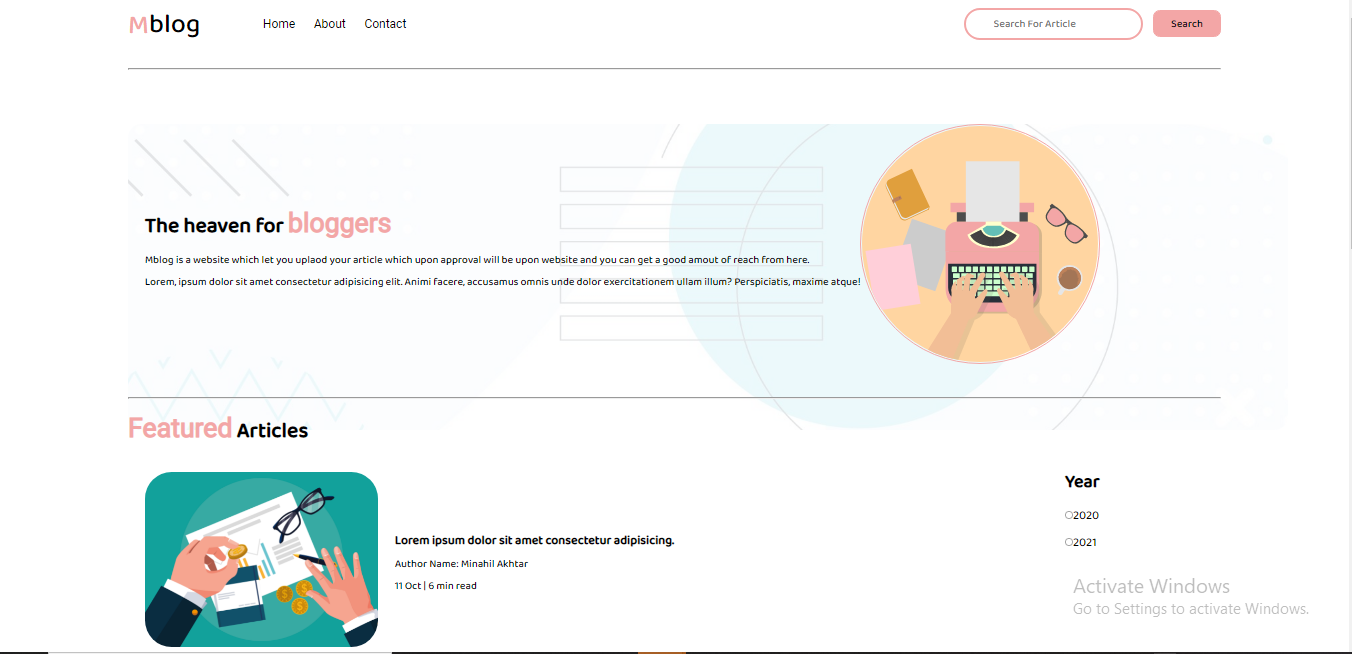 Mblog
Home About Contact
Search For Article
Search
The heaven for bloggers
Mblog is a website which let you uplaod your article which upon approval will be upon website and you can get a good amout of reach from here.
Lorem, ipsum dolor sit amet consectetur adipisicing elit. Animi facere, accusamus omnis unde dolor exercitationem ullam illum? Perspiciatis, maxime atque!
Featured Articles
Lorem ipsum dolor sit amet consectetur adipisicing.
Author Name: Minahil Akhtar
11 Oct | 6 min read
Year
2020
2021
Activate Windows
Go to Settings to activate Windows.